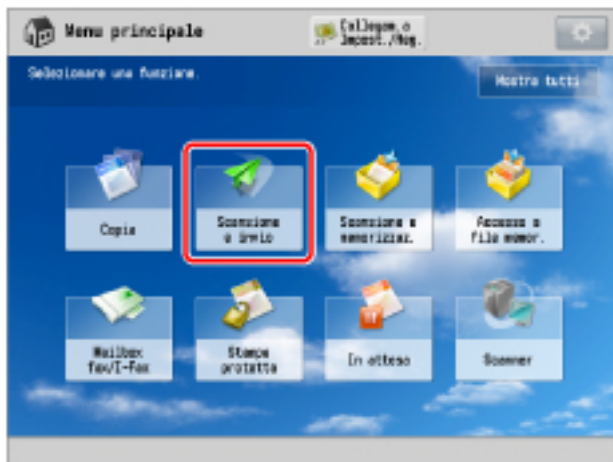 Menu principale
Collegam. a
Impost./Reg.
Selezionare una funzione.
Mostra tutti
Copia
Scansione
e invio
Scansione e
memorizzaz.
Accesso a
file memor.
Mailbox
fax/I-Fax
Stampa
protetta
In attesa
Scanner